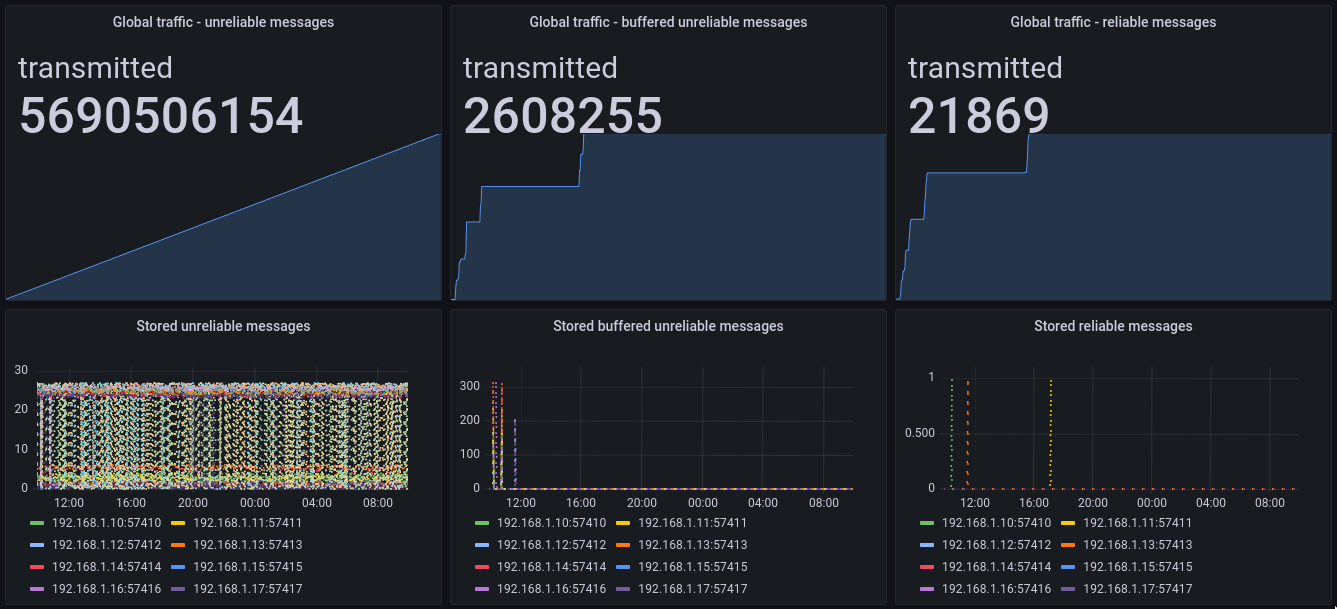 Global traffic - unreliable messages
transmitted
5690506154
Global traffic - buffered unreliable messages
transmitted
2608255
Global traffic - reliable messages
transmitted
21869
Stored unreliable messages
30
20
10
0
12:00 16:00 20:00 00:00 04:00 08:00
192.168.1.10:57410 192.168.1.11:57411
192.168.1.12:57412 192.168.1.13:57413
192.168.1.14:57414 192.168.1.15:57415
192.168.1.16:57416 192.168.1.17:57417
Stored buffered unreliable messages
300
200
100
0
12:00 16:00 20:00 00:00 04:00 08:00
192.168.1.10:57410 192.168.1.11:57411
192.168.1.12:57412 192.168.1.13:57413
192.168.1.14:57414 192.168.1.15:57415
192.168.1.16:57416 192.168.1.17:57417
Stored reliable messages
1
0.500
0
12:00 16:00 20:00 00:00 04:00 08:00
192.168.1.10:57410 192.168.1.11:57411
192.168.1.12:57412 192.168.1.13:57413
192.168.1.14:57414 192.168.1.15:57415
192.168.1.16:57416 192.168.1.17:57417